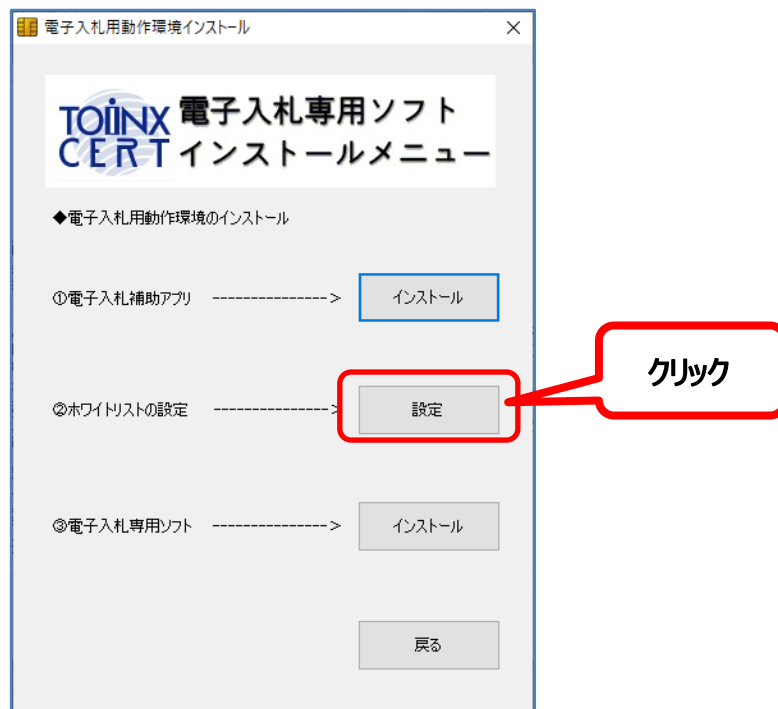 電子入札用動作環境インストール
TOiNX CERT
電子入札専用ソフト
インストールメニュー
◆電子入札用動作環境のインストール
①電子入札補助アプリ ---------------> インストール
②ホワイトリストの設定 ---------------> 設定
クリック
③電子入札専用ソフト ---------------> インストール
戻る